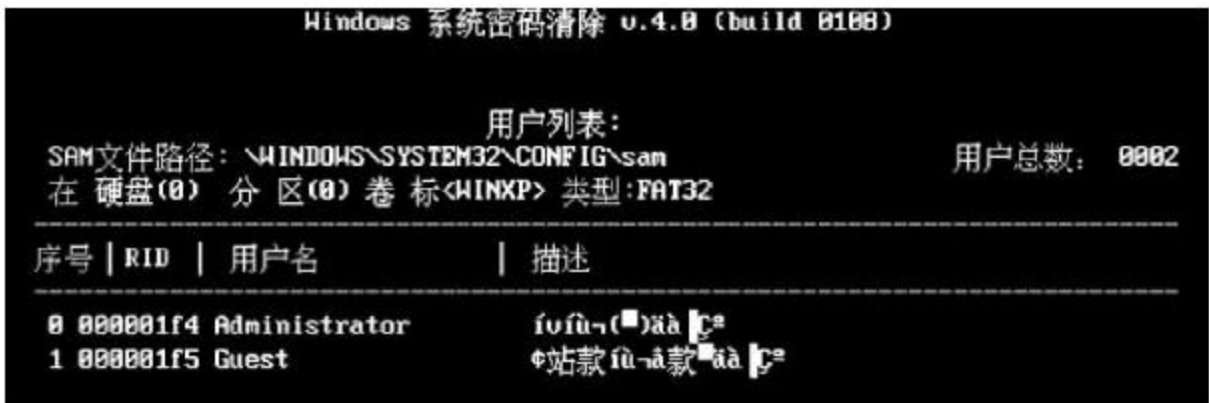 Windows 系统密码清除 v.4.0 (build 0108)
用户列表:
SAM文件路径: \WINDOWS\SYSTEM32\CONFIG\sam 用户总数: 0002
在 硬盘(0) 分 区(0) 卷 标<WINXP> 类型:FAT32
序号 | RID | 用户名 | 描述
0 000001f4 Administrator
1 000001f5 Guest